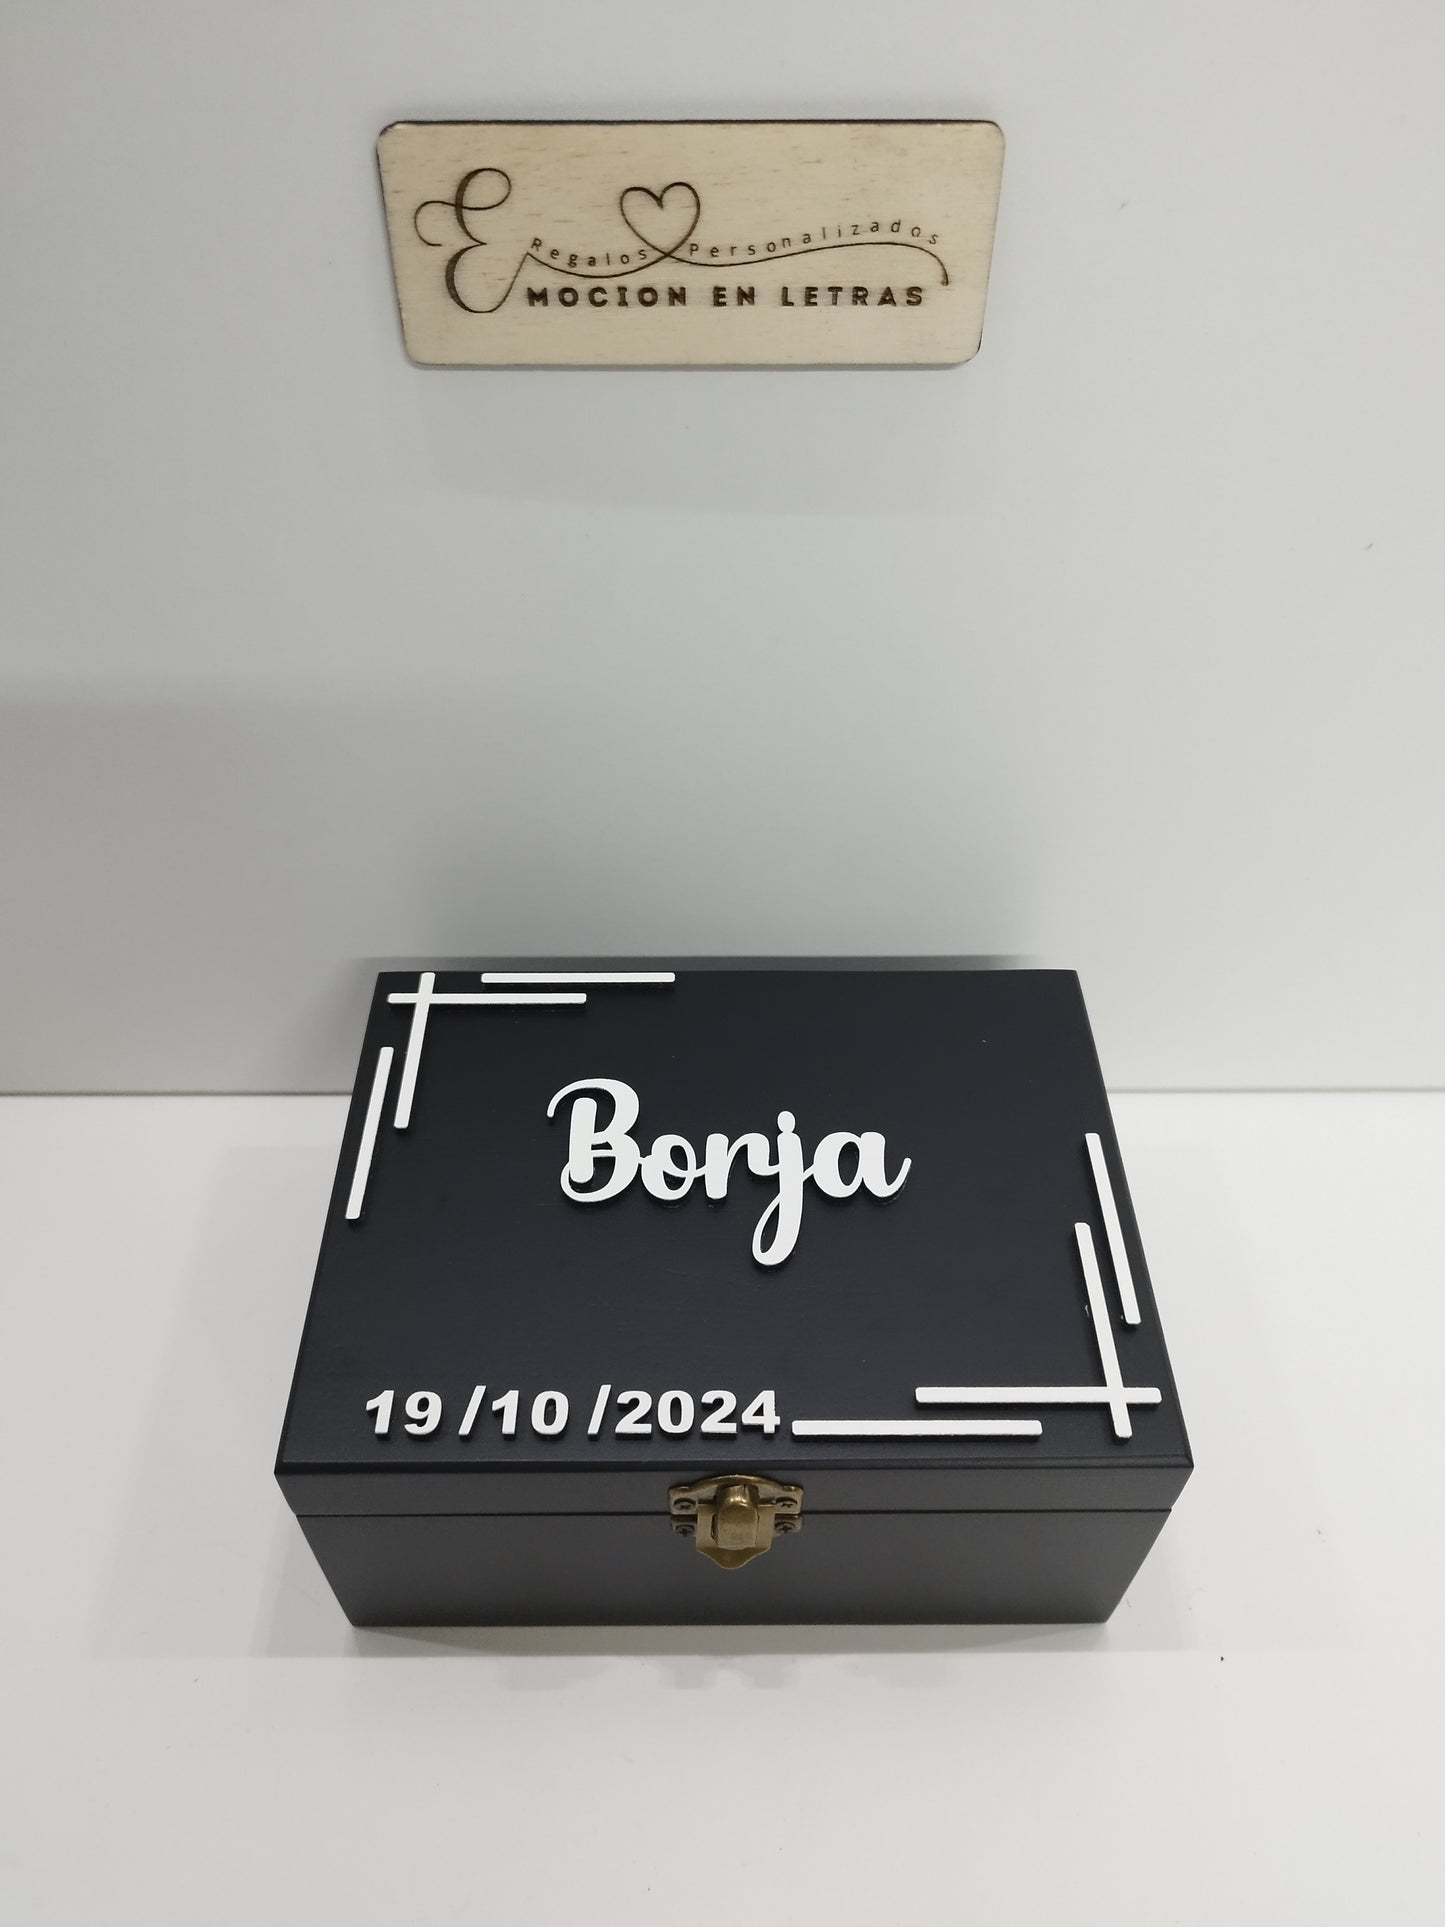 Regalos Personalizados
EMOCION EN LETRAS
Borja
19/10/2024